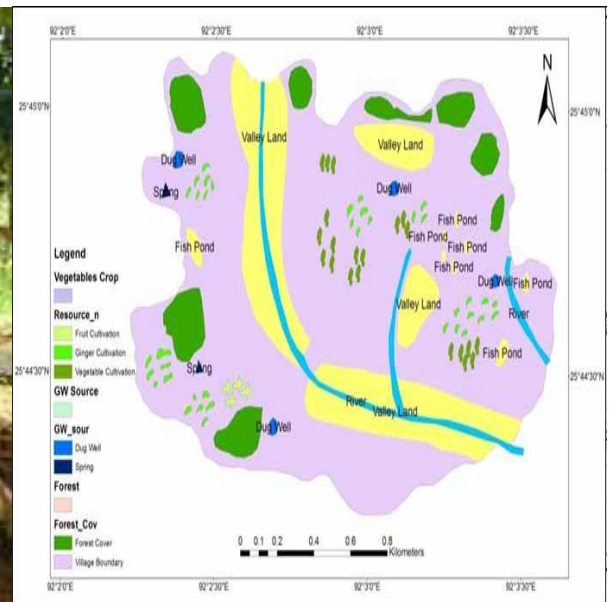 92°2'0"E 92°2'30"E 92°3'0"E 92°3'30"E
N
25°45'0"N 25°45'0"N
Valley Land
Valley Land
Dug Well
Dug Well
Spring
Fish Pond
Fish Pond
Fish Pond
Fish Pond
Fish Pond
Dug Well
Fish Pond
Valley Land
River
Fish Pond
25°44'30"N 25°44'30"N
Spring
River
Valley Land
Dug Well
Legend
Vegetables Crop
Resource_n
Fruit Cultivation
Ginger Cultivation
Vegetable Cultivation
GW Source
GW_sour
Dug Well
Spring
Forest
Forest_Cov
Forest Cover
Village Boundary
0 0.1 0.2 0.4 0.6 0.8
Kilometers
92°2'0"E 92°2'30"E 92°3'0"E 92°3'30"E